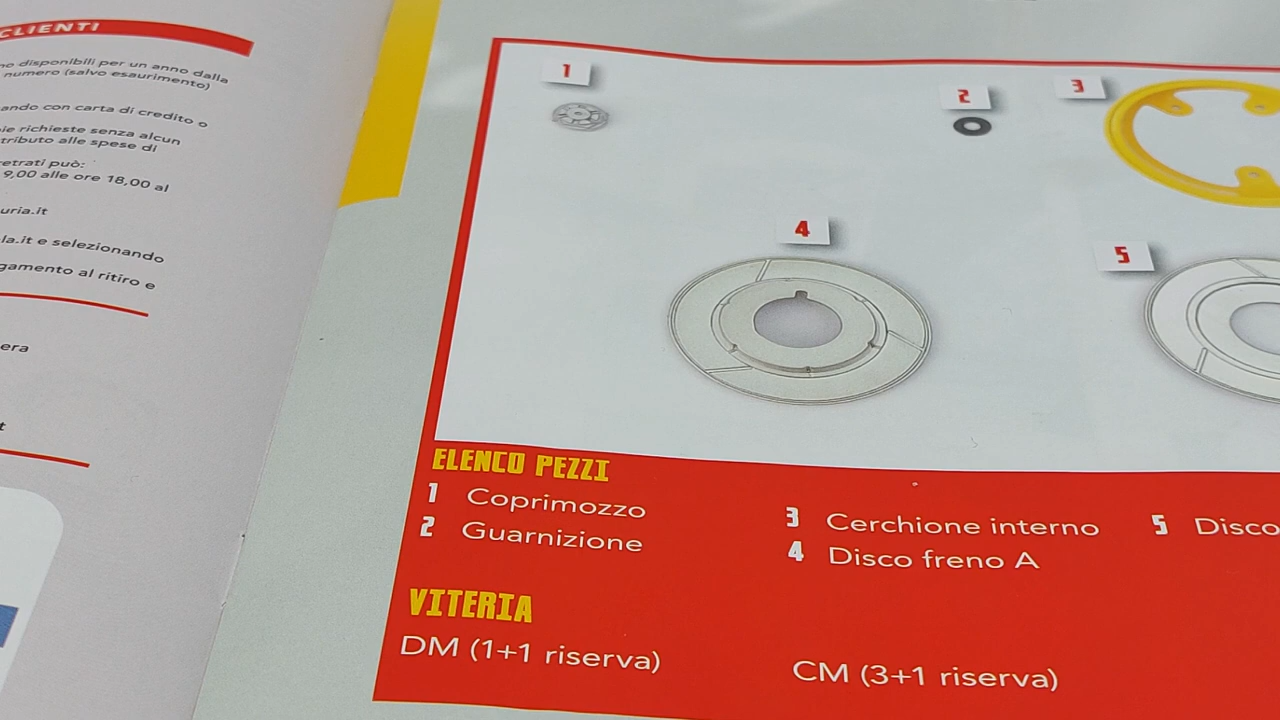 CLIENTI
no disponibili per un anno dalla
numero (salvo esaurimento)
ando con carta di credito o
ie richieste senza alcun
tributo alle spese di
retrati può:
9,00 alle ore 18,00 al
uria.it
la.it e selezionando
gamento al ritiro e
era
t
1
2
3
4
5
ELENCO PEZZI
1 Coprimozzo
2 Guarnizione
3 Cerchione interno
4 Disco freno A
5 Disco
VITERIA
DM (1+1 riserva)
CM (3+1 riserva)